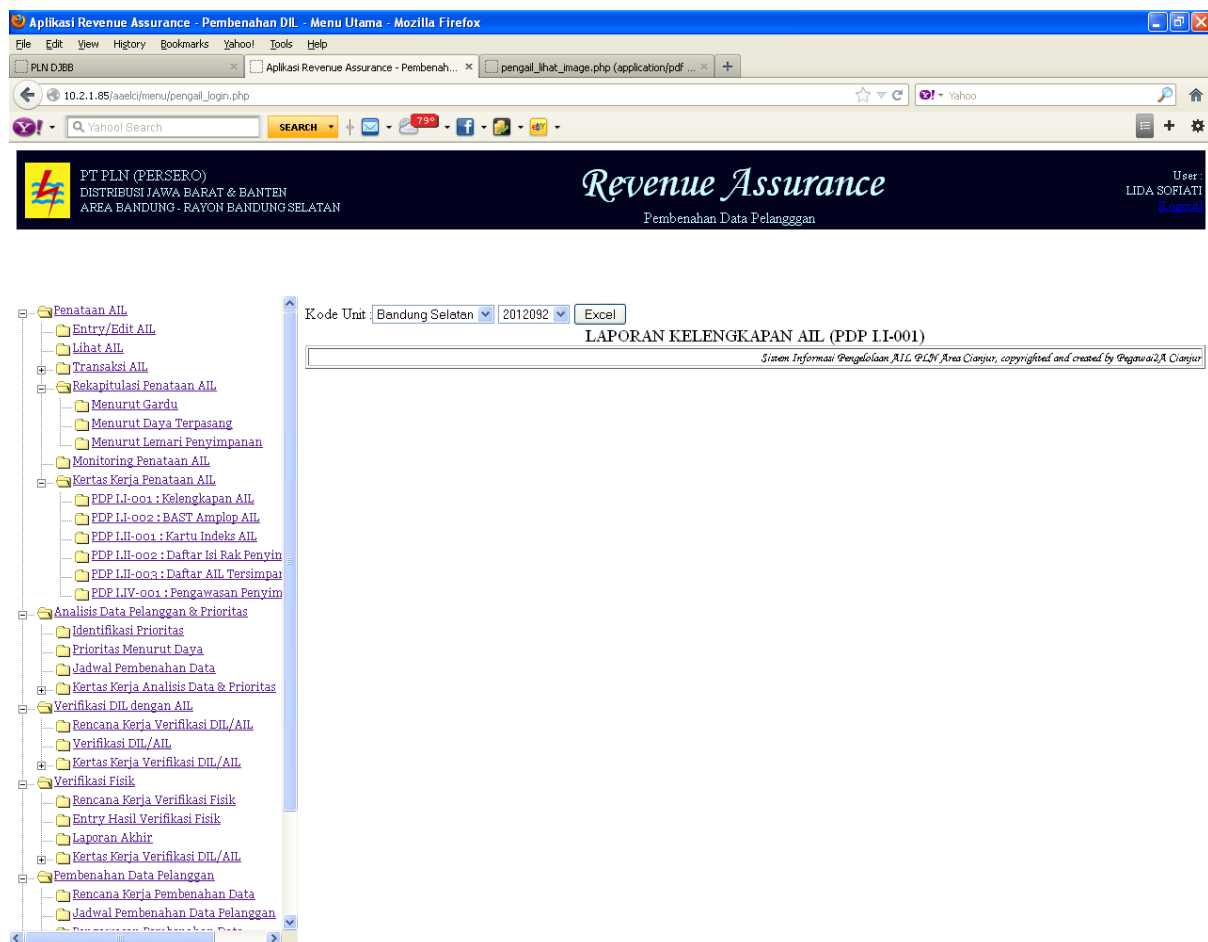 Aplikasi Revenue Assurance - Pembenahan DIL - Menu Utama - Mozilla Firefox
File Edit View History Bookmarks Yahoo! Tools Help
PLN DJBB
Aplikasi Revenue Assurance - Pembenah...
pengail_lihat_image.php (application/pdf ...
10.2.1.85/aaelci/menu/pengail_login.php
Yahoo
Yahoo! Search
SEARCH
79°
PT PLN (PERSERO)
DISTRIBUSI JAWA BARAT & BANTEN
AREA BANDUNG - RAYON BANDUNG SELATAN
Revenue Assurance
Pembenahan Data Pelangggan
User :
LIDA SOFIATI
[Logout]
Penataan AIL
Entry/Edit AIL
Lihat AIL
Transaksi AIL
Rekapitulasi Penataan AIL
Menurut Gardu
Menurut Daya Terpasang
Menurut Lemari Penyimpanan
Monitoring Penataan AIL
Kertas Kerja Penataan AIL
PDP I.I-001 : Kelengkapan AIL
PDP I.I-002 : BAST Amplop AIL
PDP I.II-001 : Kartu Indeks AIL
PDP I.II-002 : Daftar Isi Rak Penyim
PDP I.II-003 : Daftar AIL Tersimpan
PDP I.IV-001 : Pengawasan Penyim
Analisis Data Pelanggan & Prioritas
Identifikasi Prioritas
Prioritas Menurut Daya
Jadwal Pembenahan Data
Kertas Kerja Analisis Data & Prioritas
Verifikasi DIL dengan AIL
Rencana Kerja Verifikasi DIL/AIL
Verifikasi DIL/AIL
Kertas Kerja Verifikasi DIL/AIL
Verifikasi Fisik
Rencana Kerja Verifikasi Fisik
Entry Hasil Verifikasi Fisik
Laporan Akhir
Kertas Kerja Verifikasi DIL/AIL
Pembenahan Data Pelanggan
Rencana Kerja Pembenahan Data
Jadwal Pembenahan Data Pelanggan
Pengawasan Pembenahan Data
Kode Unit : Bandung Selatan 2012092 Excel
LAPORAN KELENGKAPAN AIL (PDP I.I-001)
Sistem Informasi Pengelolaan AIL PLN Area Cianjur, copyrighted and created by Pegawai2A Cianjur